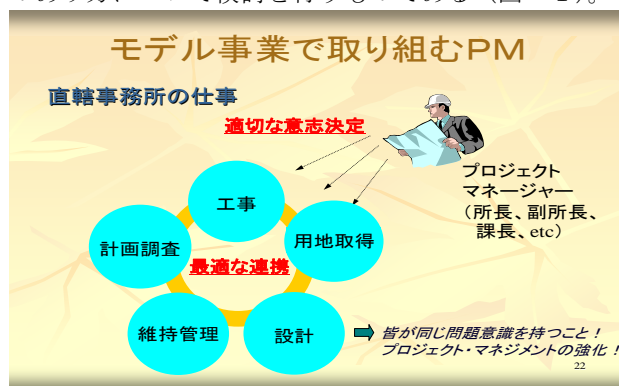 モデル事業で取り組むPM
直轄事務所の仕事
適切な意志決定
プロジェクト
マネージャー
（所長、副所長、
課長、etc）
工事
計画調査
用地取得
最適な連携
維持管理
設計
皆が同じ問題意識を持つこと！
プロジェクト・マネジメントの強化！
22